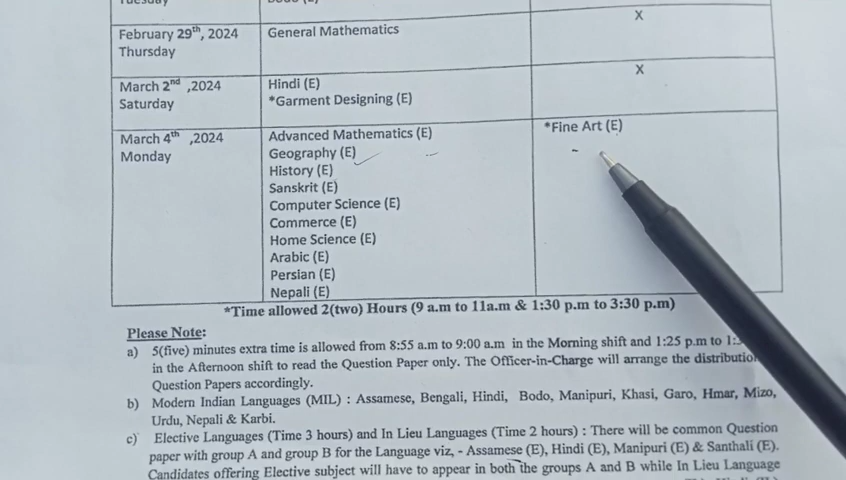 Tuesday
February 29th, 2024 General Mathematics X
Thursday
March 2nd ,2024 Hindi (E) X
Saturday *Garment Designing (E)
March 4th ,2024 Advanced Mathematics (E) *Fine Art (E)
Monday Geography (E)
History (E)
Sanskrit (E)
Computer Science (E)
Commerce (E)
Home Science (E)
Arabic (E)
Persian (E)
Nepali (E)
*Time allowed 2(two) Hours (9 a.m to 11a.m & 1:30 p.m to 3:30 p.m)
Please Note:
a) 5(five) minutes extra time is allowed from 8:55 a.m to 9:00 a.m in the Morning shift and 1:25 p.m to
in the Afternoon shift to read the Question Paper only. The Officer-in-Charge will arrange the
Question Papers accordingly.
b) Modern Indian Languages (MIL) : Assamese, Bengali, Hindi, Bodo, Manipuri, Khasi, Garo, Hmar, Mizo,
Urdu, Nepali & Karbi.
c) Elective Languages (Time 3 hours) and In Lieu Languages (Time 2 hours) : There will be common Question
paper with group A and group B for the Language viz, - Assamese (E), Hindi (E), Manipuri (E) & Santhali (E).
Candidates offering Elective subject will have to appear in both the groups A and B while In Lieu Language